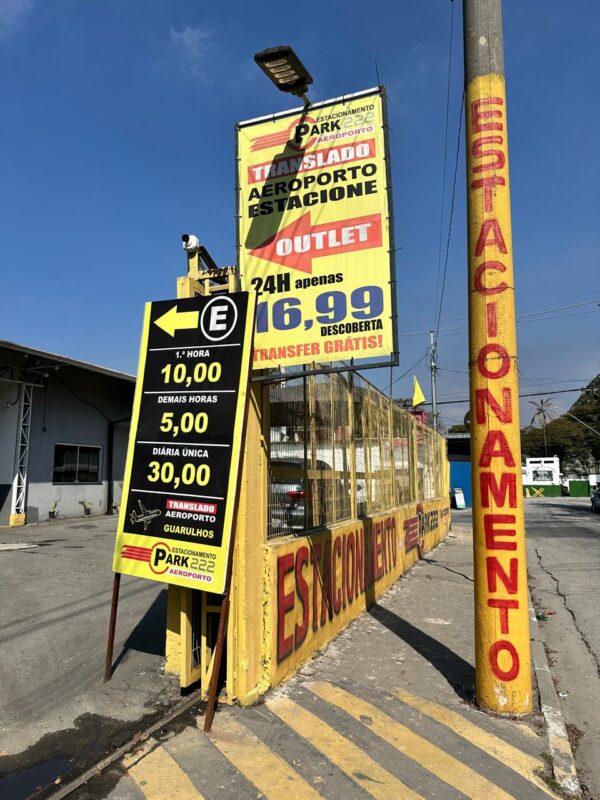 ESTACIONAMENTO
PARK 222
AEROPORTO
TRANSLADO
AEROPORTO
ESTACIONE
OUTLET
24H apenas
16,99
DESCOBERTA
TRANSFER GRÁTIS!
E
1.ª HORA
10,00
DEMAIS HORAS
5,00
DIÁRIA ÚNICA
30,00
TRANSLADO
AEROPORTO
GUARULHOS
ESTACIONAMENTO
PARK 222
AEROPORTO
ESTACIONAMENTO
ESTACIONAMENTO